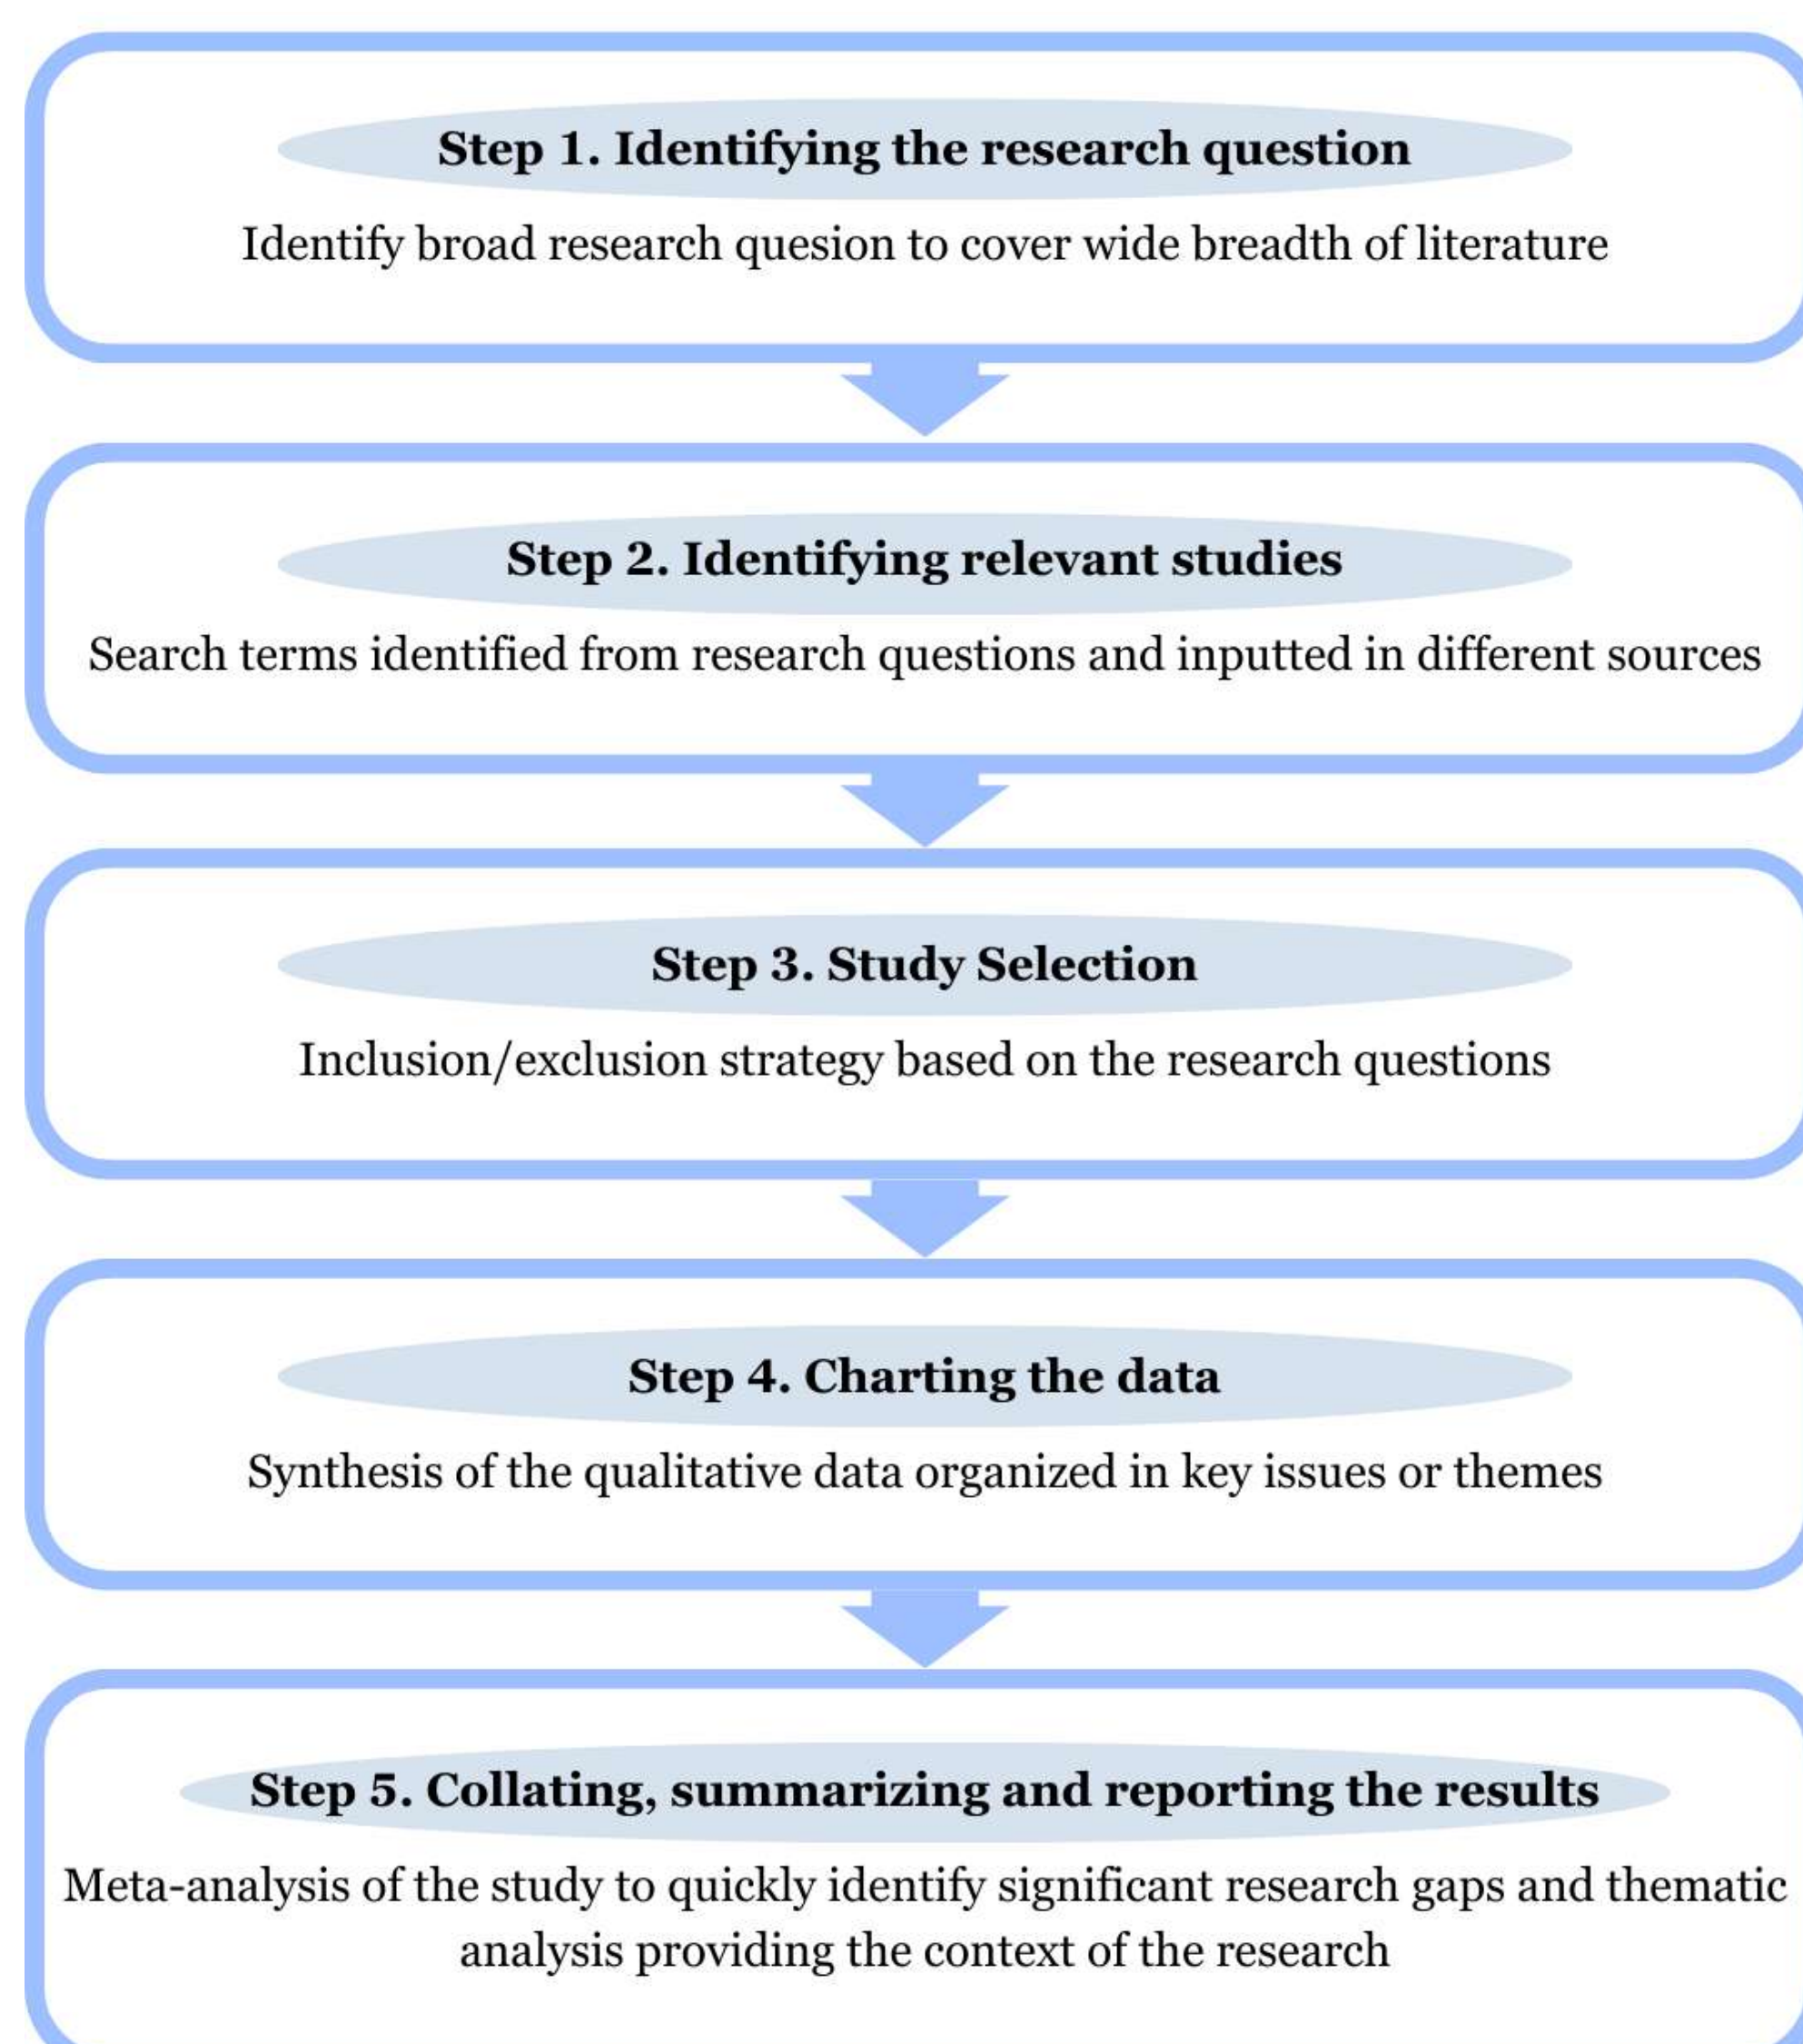 Step 1. Identifying the research question
Identify broad research quesion to cover wide breadth of literature
Step 2. Identifying relevant studies
Search terms identified from research questions and inputted in different sources
Step 3. Study Selection
Inclusion/exclusion strategy based on the research questions
Step 4. Charting the data
Synthesis of the qualitative data organized in key issues or themes
Step 5. Collating, summarizing and reporting the results
Meta-analysis of the study to quickly identify significant research gaps and thematic
analysis providing the context of the research